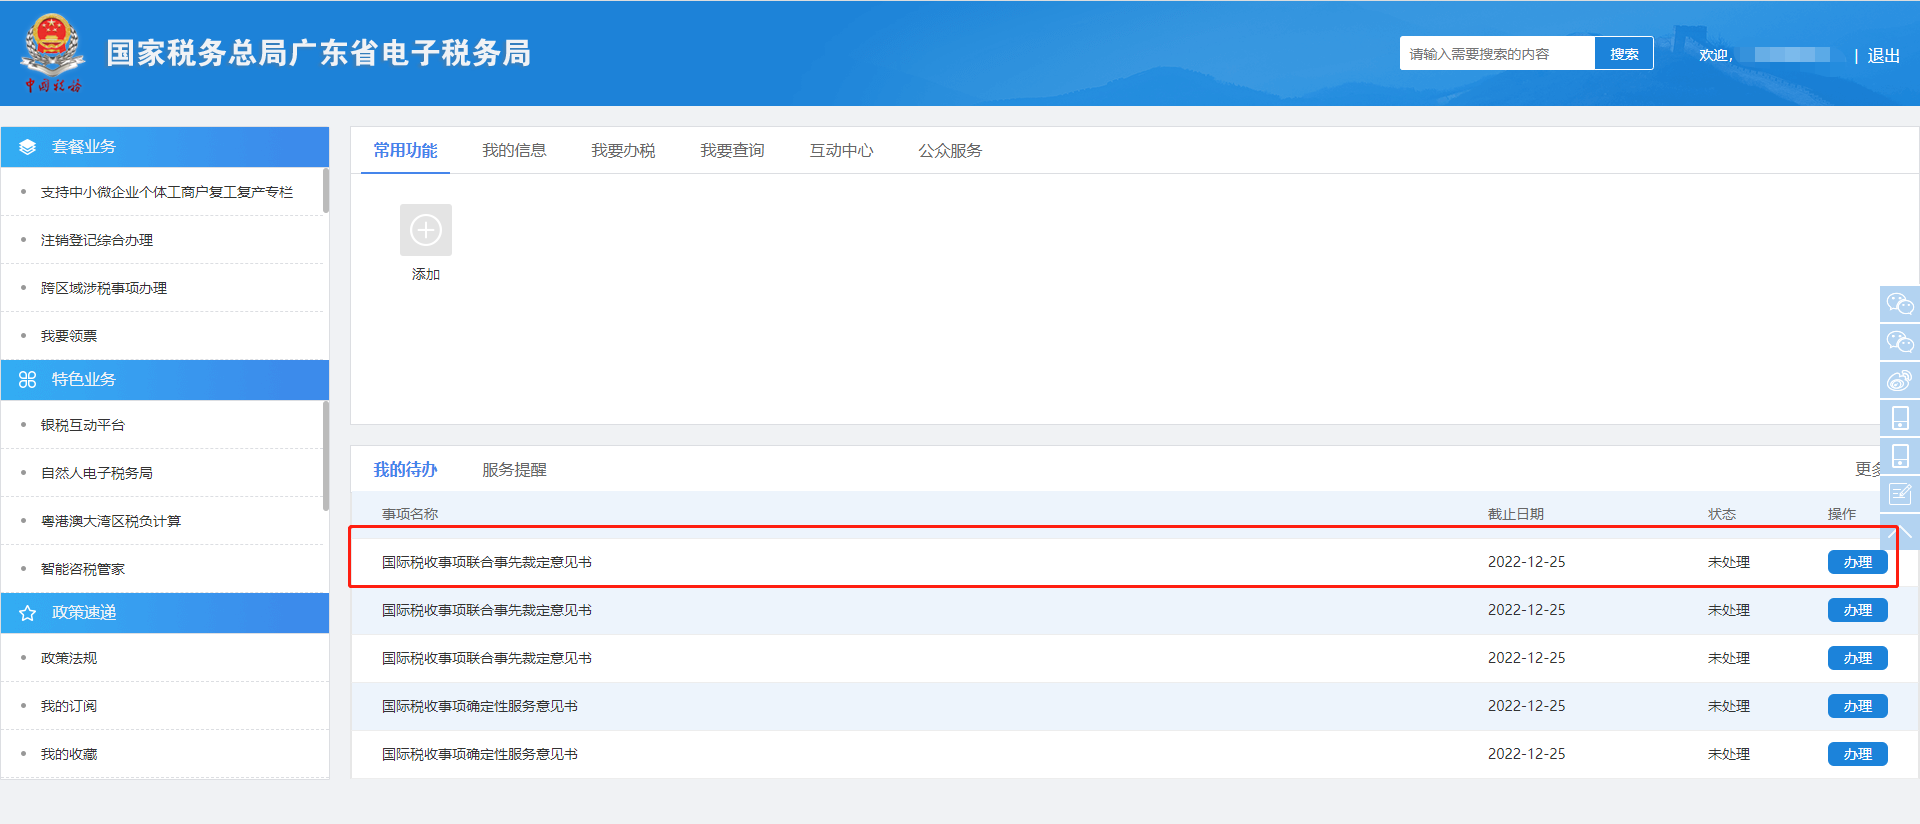 国家税务总局广东省电子税务局
中国税务
请输入需要搜索的内容 搜索 欢迎, | 退出
套餐业务
支持中小微企业个体工商户复工复产专栏
注销登记综合办理
跨区域涉税事项办理
我要领票
特色业务
银税互动平台
自然人电子税务局
粤港澳大湾区税负计算
智能咨税管家
政策速递
政策法规
我的订阅
我的收藏
常用功能 我的信息 我要办税 我要查询 互动中心 公众服务
添加
我的待办 服务提醒 更多
事项名称 截止日期 状态 操作
国际税收事项联合事先裁定意见书 2022-12-25 未处理 办理
国际税收事项联合事先裁定意见书 2022-12-25 未处理 办理
国际税收事项联合事先裁定意见书 2022-12-25 未处理 办理
国际税收事项确定性服务意见书 2022-12-25 未处理 办理
国际税收事项确定性服务意见书 2022-12-25 未处理 办理